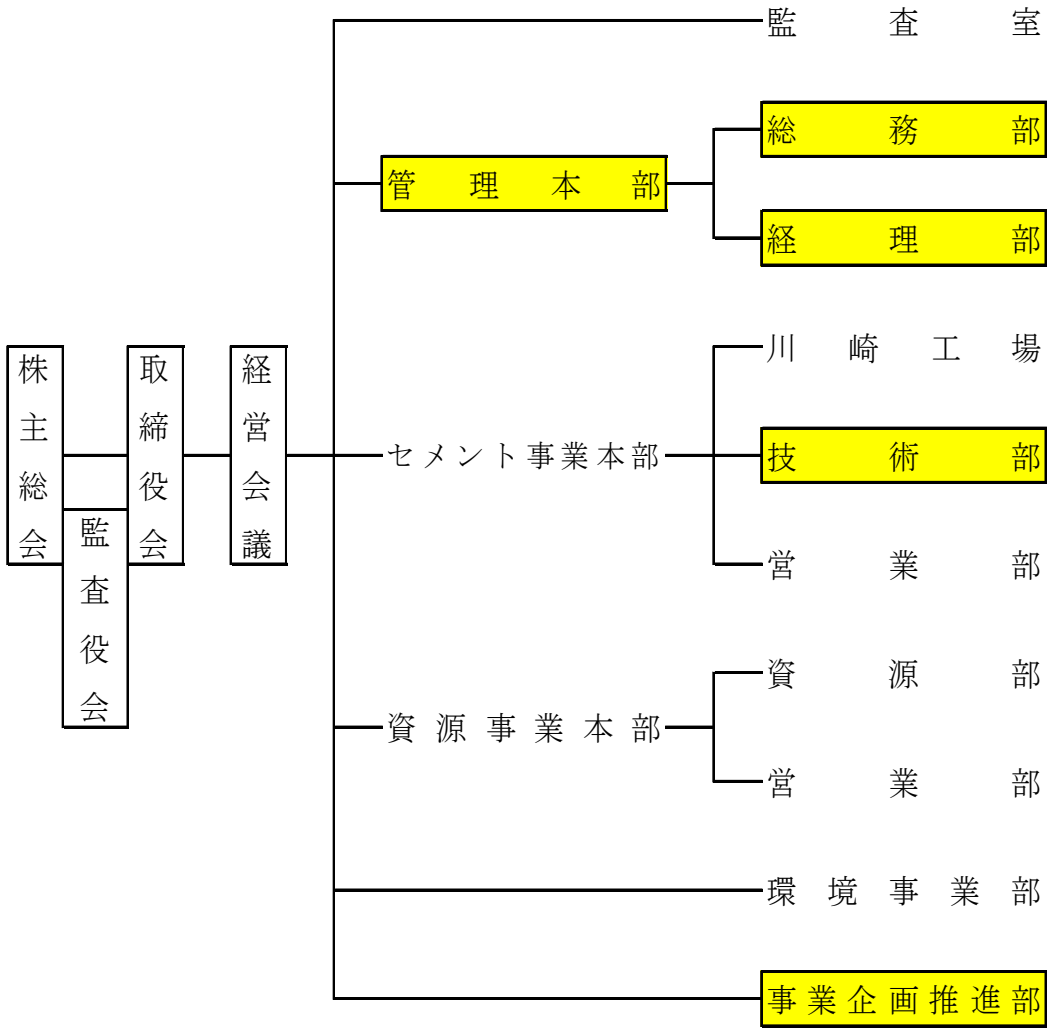 株主総会
監査役会
取締役会
経営会議
監査室
管理本部
総務部
経理部
セメント事業本部
川崎工場
技術部
営業部
資源事業本部
資源部
営業部
環境事業部
事業企画推進部